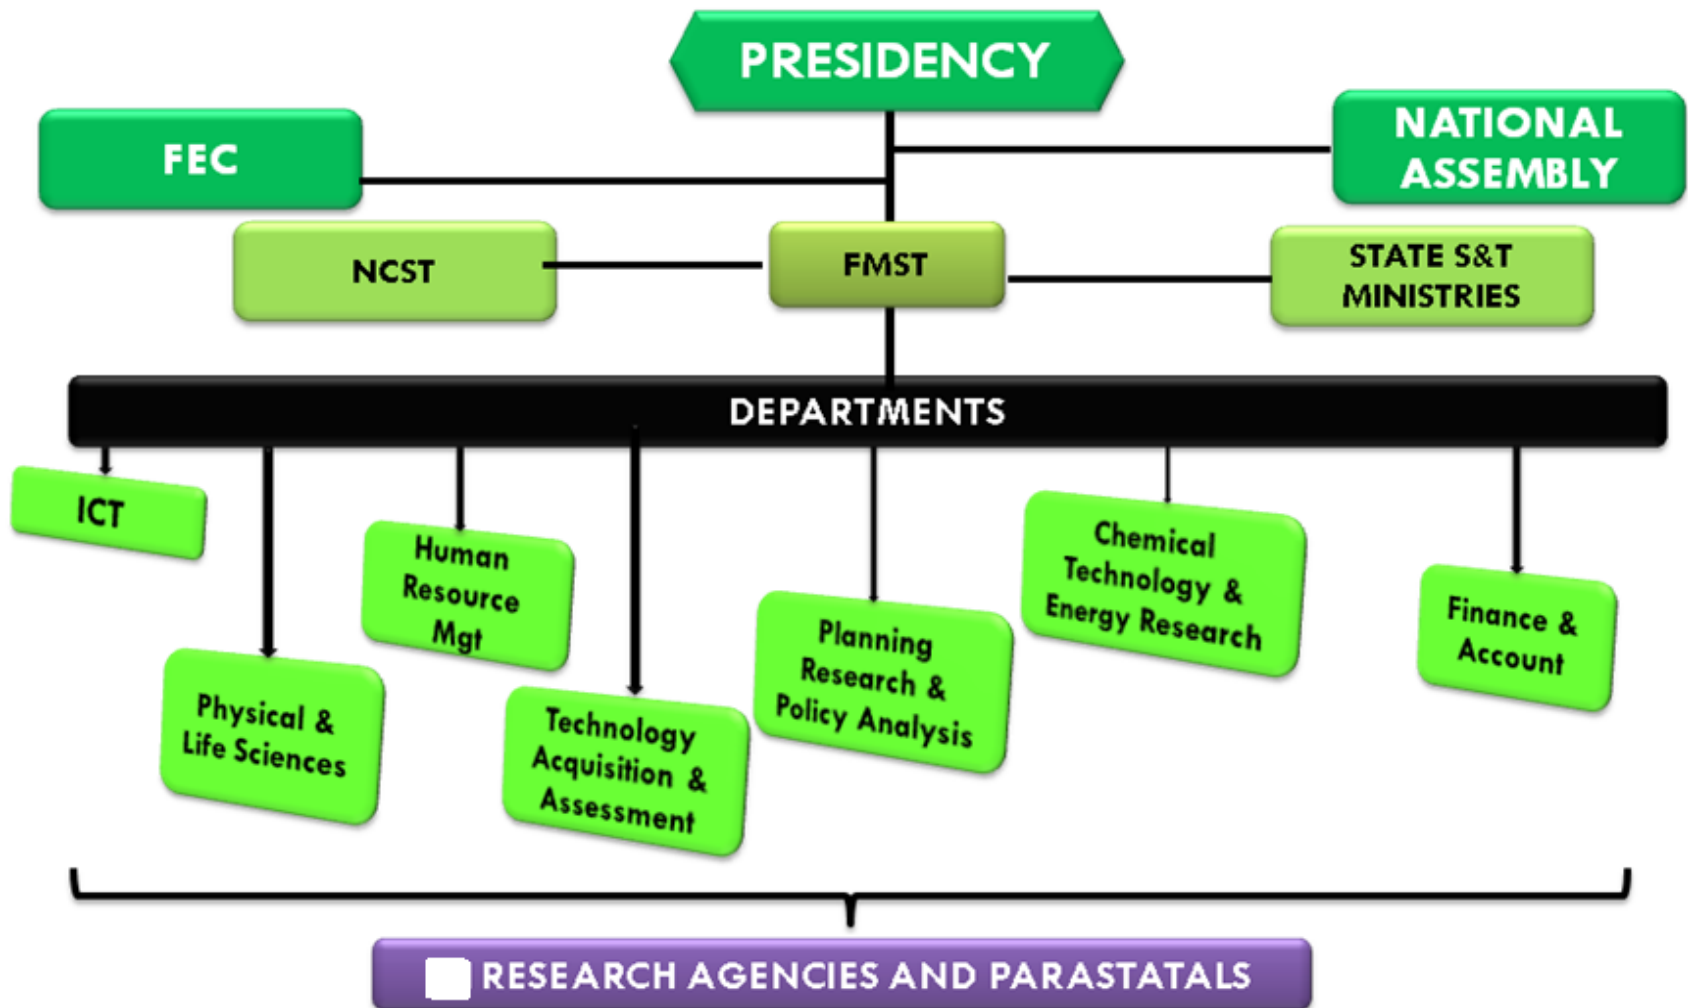 PRESIDENCY
FEC
NATIONAL
ASSEMBLY
NCST
FMST
STATE S&T
MINISTRIES
DEPARTMENTS
ICT
Physical &
Life Sciences
Human
Resource
Mgt
Technology
Acquisition &
Assessment
Planning
Research &
Policy Analysis
Chemical
Technology &
Energy Research
Finance &
Account
RESEARCH AGENCIES AND PARASTATALS